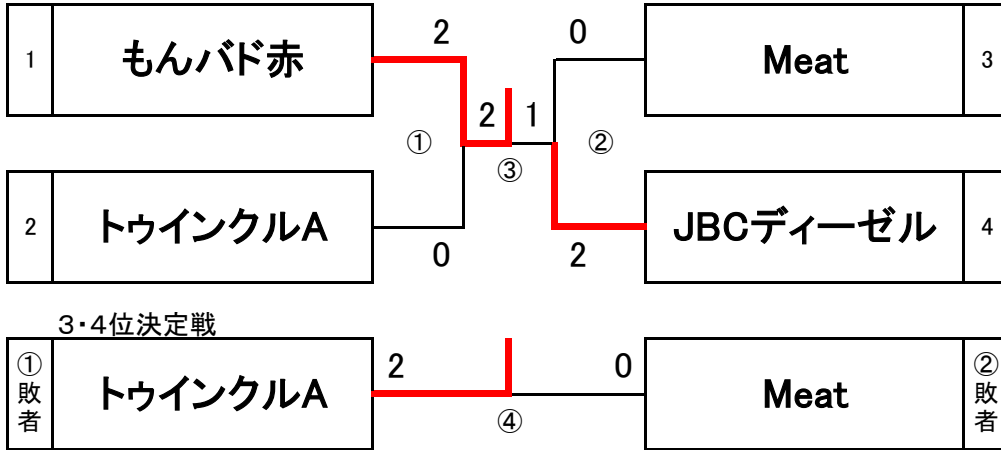 1 もんバド赤 2 0 Meat 3
① 2 1 ②
③
2 トゥインクルA 0 2 JBCディーゼル 4
3・4位決定戦
①敗者 トゥインクルA 2 0 Meat ②敗者
④